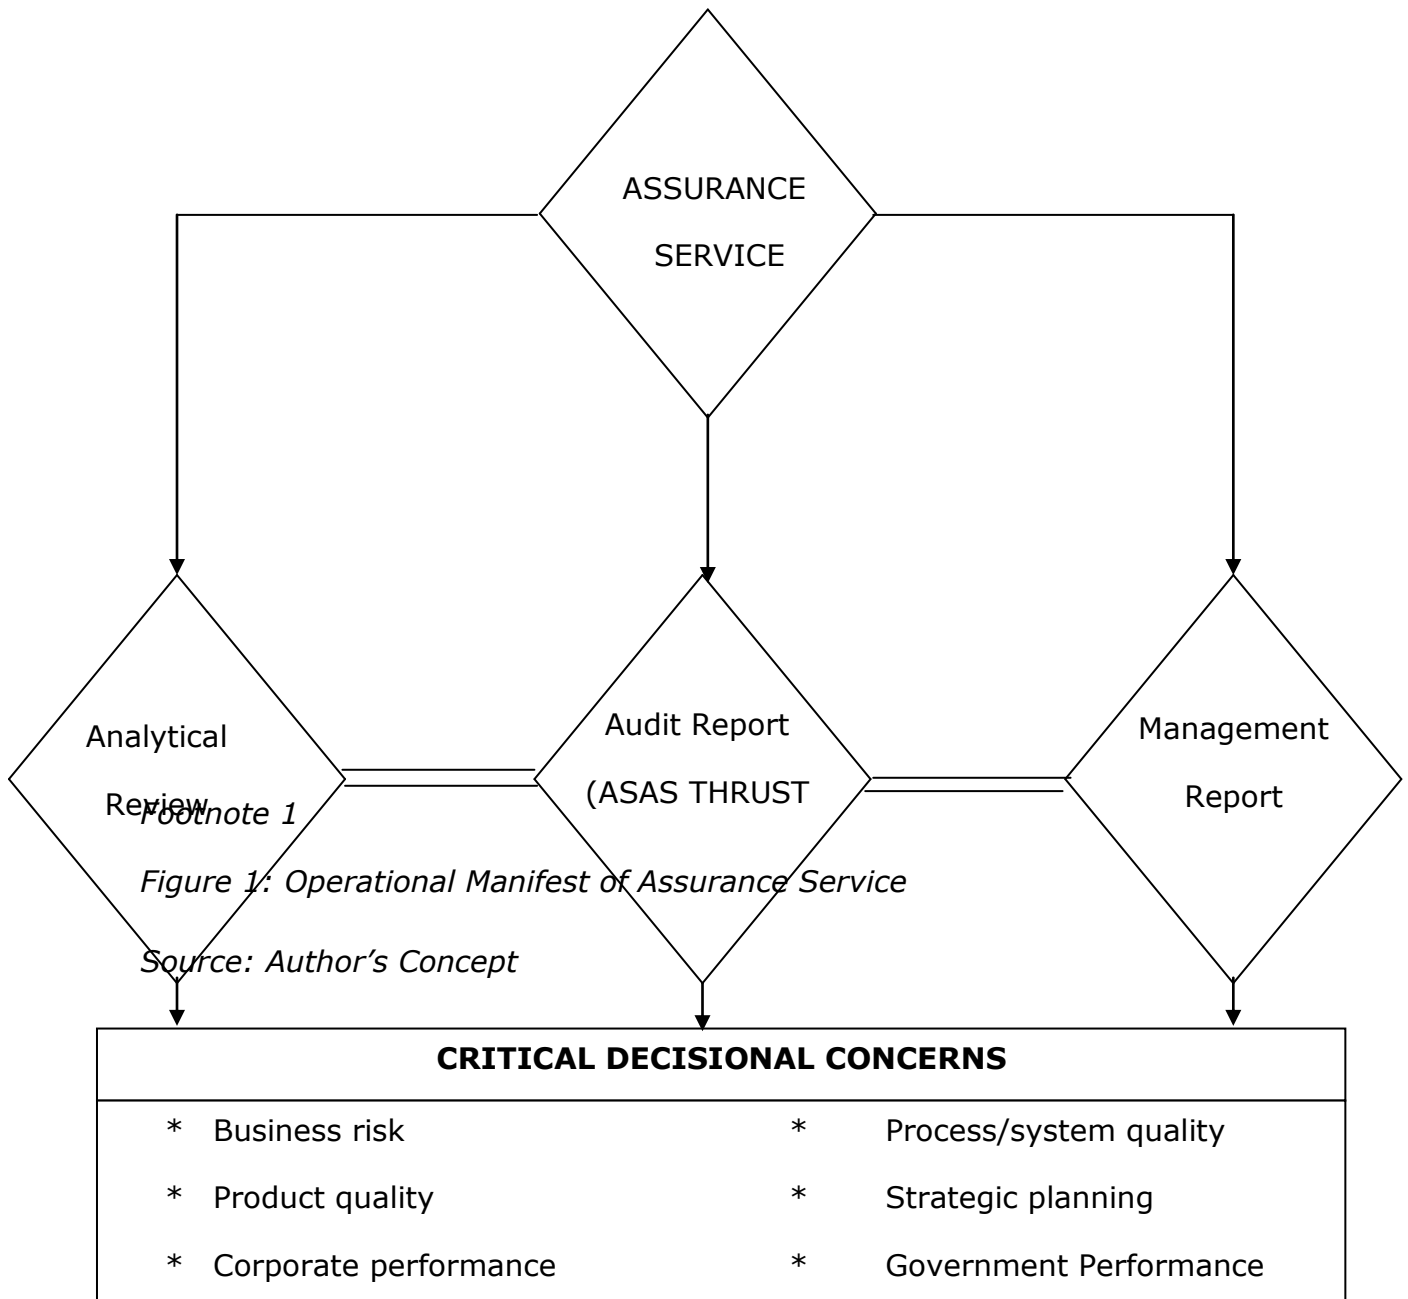 ASSURANCE
SERVICE
Analytical
Review
Audit Report
(ASAS THRUST
Management
Report
Footnote 1
Figure 1: Operational Manifest of Assurance Service
Source: Author’s Concept
CRITICAL DECISIONAL CONCERNS
* Business risk
* Process/system quality
* Product quality
* Strategic planning
* Corporate performance
* Government Performance